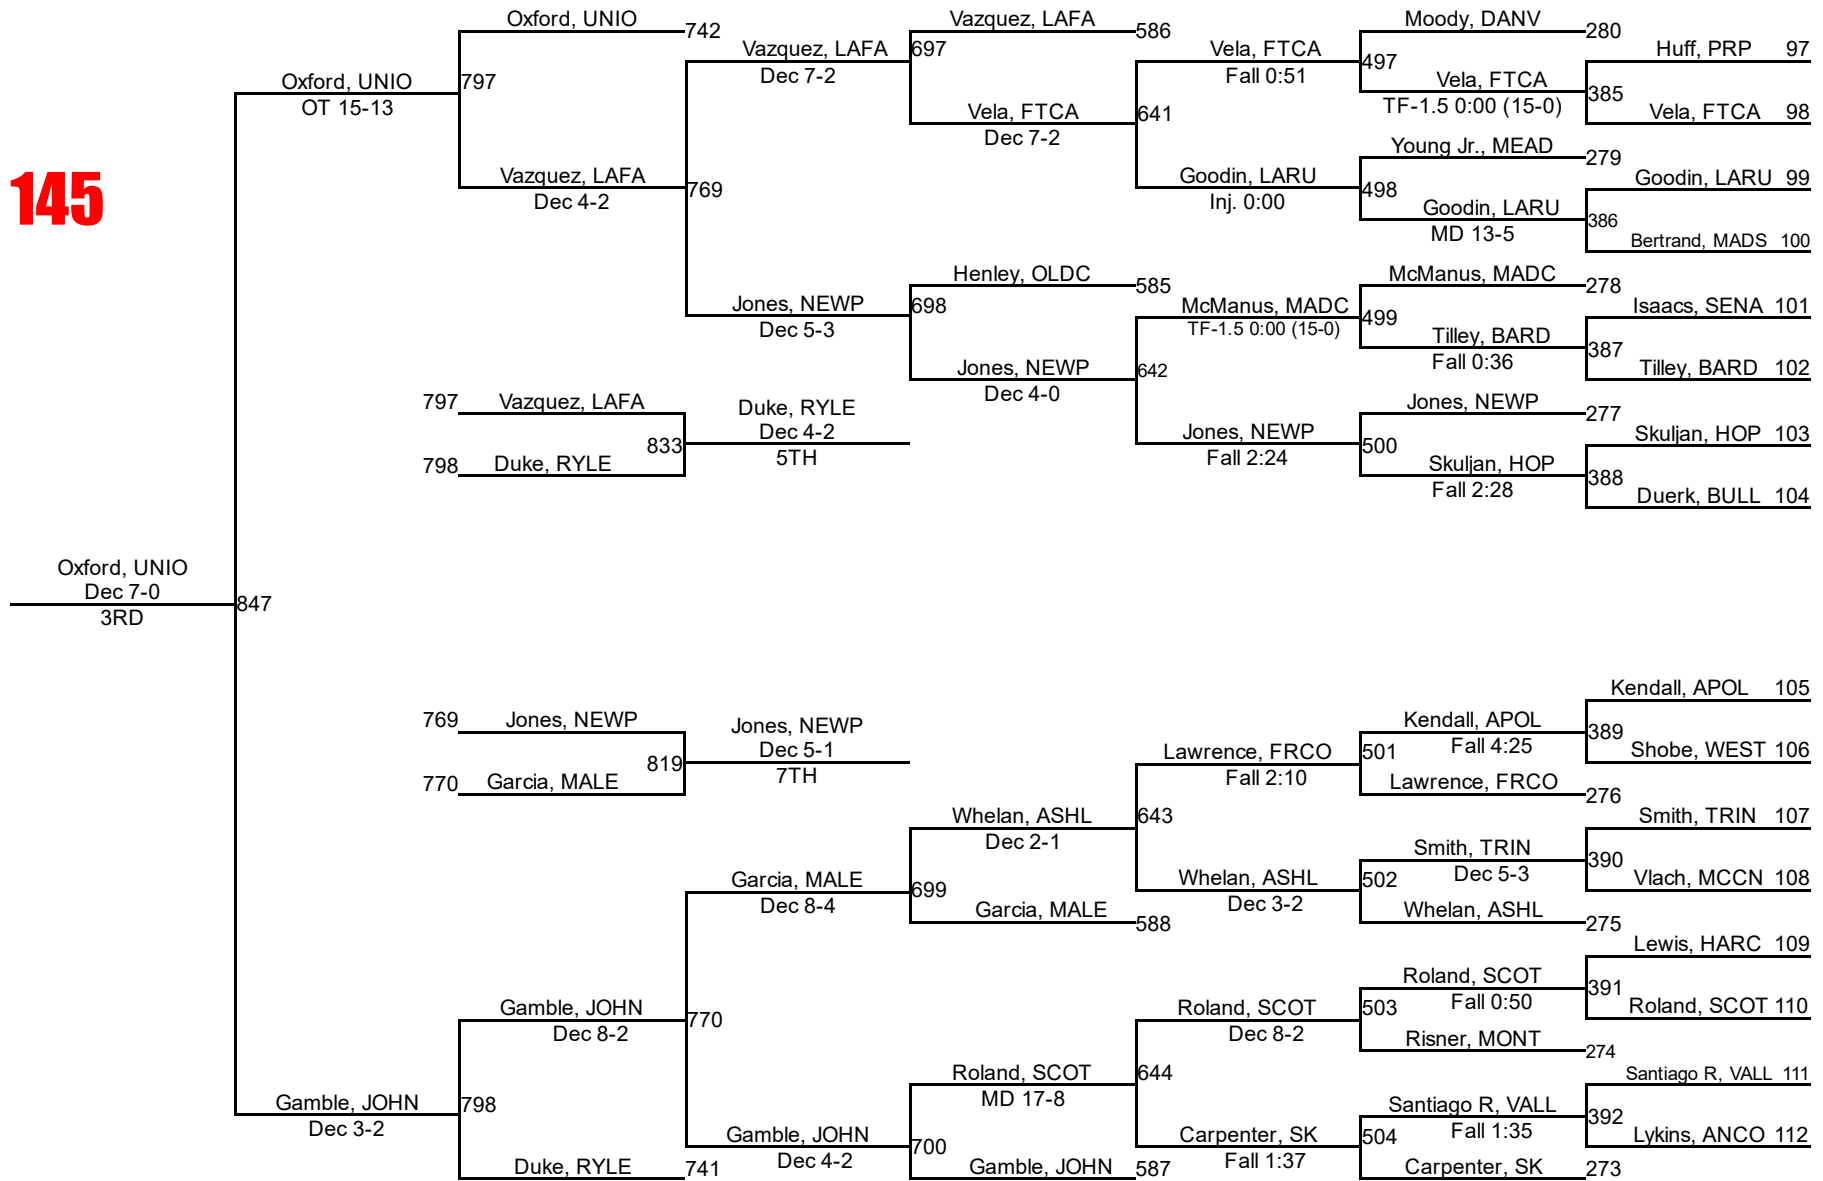 Oxford, UNIO
742
Vazquez, LAFA
586
Moody, DANV
280
Huff, PRP 97
Vazquez, LAFA
697
Dec 7-2
Vela, FTCA
497
Fall 0:51
Oxford, UNIO
797
OT 15-13
Vela, FTCA
385
TF-1.5 0:00 (15-0)
Vela, FTCA 98
Vela, FTCA
641
Dec 7-2
Young Jr., MEAD
279
145
Vazquez, LAFA
769
Dec 4-2
Goodin, LARU
498
Inj. 0:00
Goodin, LARU 99
Goodin, LARU
386
MD 13-5
Bertrand, MADS 100
Henley, OLDC
585
McManus, MADC
278
Jones, NEWP
698
Dec 5-3
McManus, MADC
499
TF-1.5 0:00 (15-0)
Isaacs, SENA 101
Tilley, BARD
387
Fall 0:36
Jones, NEWP
642
Dec 4-0
Tilley, BARD 102
797
Vazquez, LAFA
Duke, RYLE
Dec 4-2
833
5TH
798
Duke, RYLE
Jones, NEWP
277
Jones, NEWP
500
Fall 2:24
Skuljan, HOP 103
Skuljan, HOP
388
Fall 2:28
Duerk, BULL 104
Oxford, UNIO
Dec 7-0
847
3RD
Kendall, APOL 105
769
Jones, NEWP
Jones, NEWP
Dec 5-1
819
7TH
770
Garcia, MALE
Kendall, APOL
389
Fall 4:25
Lawrence, FRCO
501
Fall 2:10
Shobe, WEST 106
Lawrence, FRCO
276
Whelan, ASHL
643
Dec 2-1
Smith, TRIN 107
Smith, TRIN
390
Dec 5-3
Garcia, MALE
699
Dec 8-4
Whelan, ASHL
502
Dec 3-2
Vlach, MCCN 108
Garcia, MALE
588
Whelan, ASHL
275
Lewis, HARC 109
Roland, SCOT
391
Fall 0:50
Gamble, JOHN
770
Dec 8-2
Roland, SCOT
503
Dec 8-2
Roland, SCOT 110
Risner, MONT
274
Roland, SCOT
644
MD 17-8
Santiago R, VALL 111
Gamble, JOHN
798
Dec 3-2
Santiago R, VALL
392
Fall 1:35
Gamble, JOHN
700
Dec 4-2
Carpenter, SK
504
Fall 1:37
Lykins, ANCO 112
Duke, RYLE
741
Gamble, JOHN
587
Carpenter, SK
273